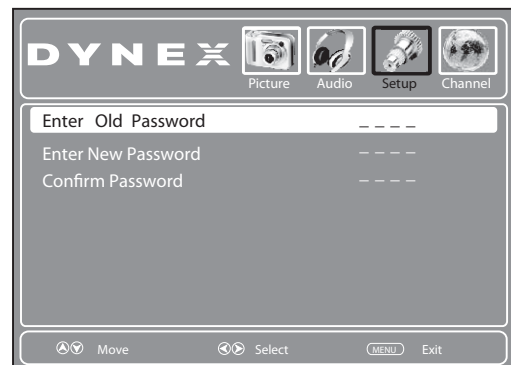 DYNEX
Picture Audio Setup Channel
Enter Old Password _ _ _ _
Enter New Password _ _ _ _
Confirm Password _ _ _ _
Move Select MENU Exit